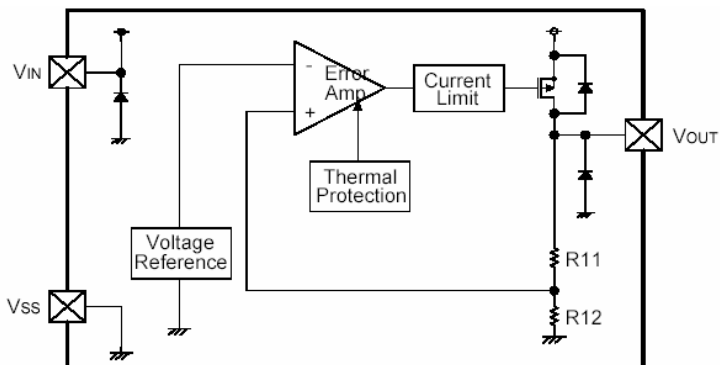 VIN
-
Error
Amp
+
Current
Limit
Thermal
Protection
VOUT
Voltage
Reference
R11
VSS
R12